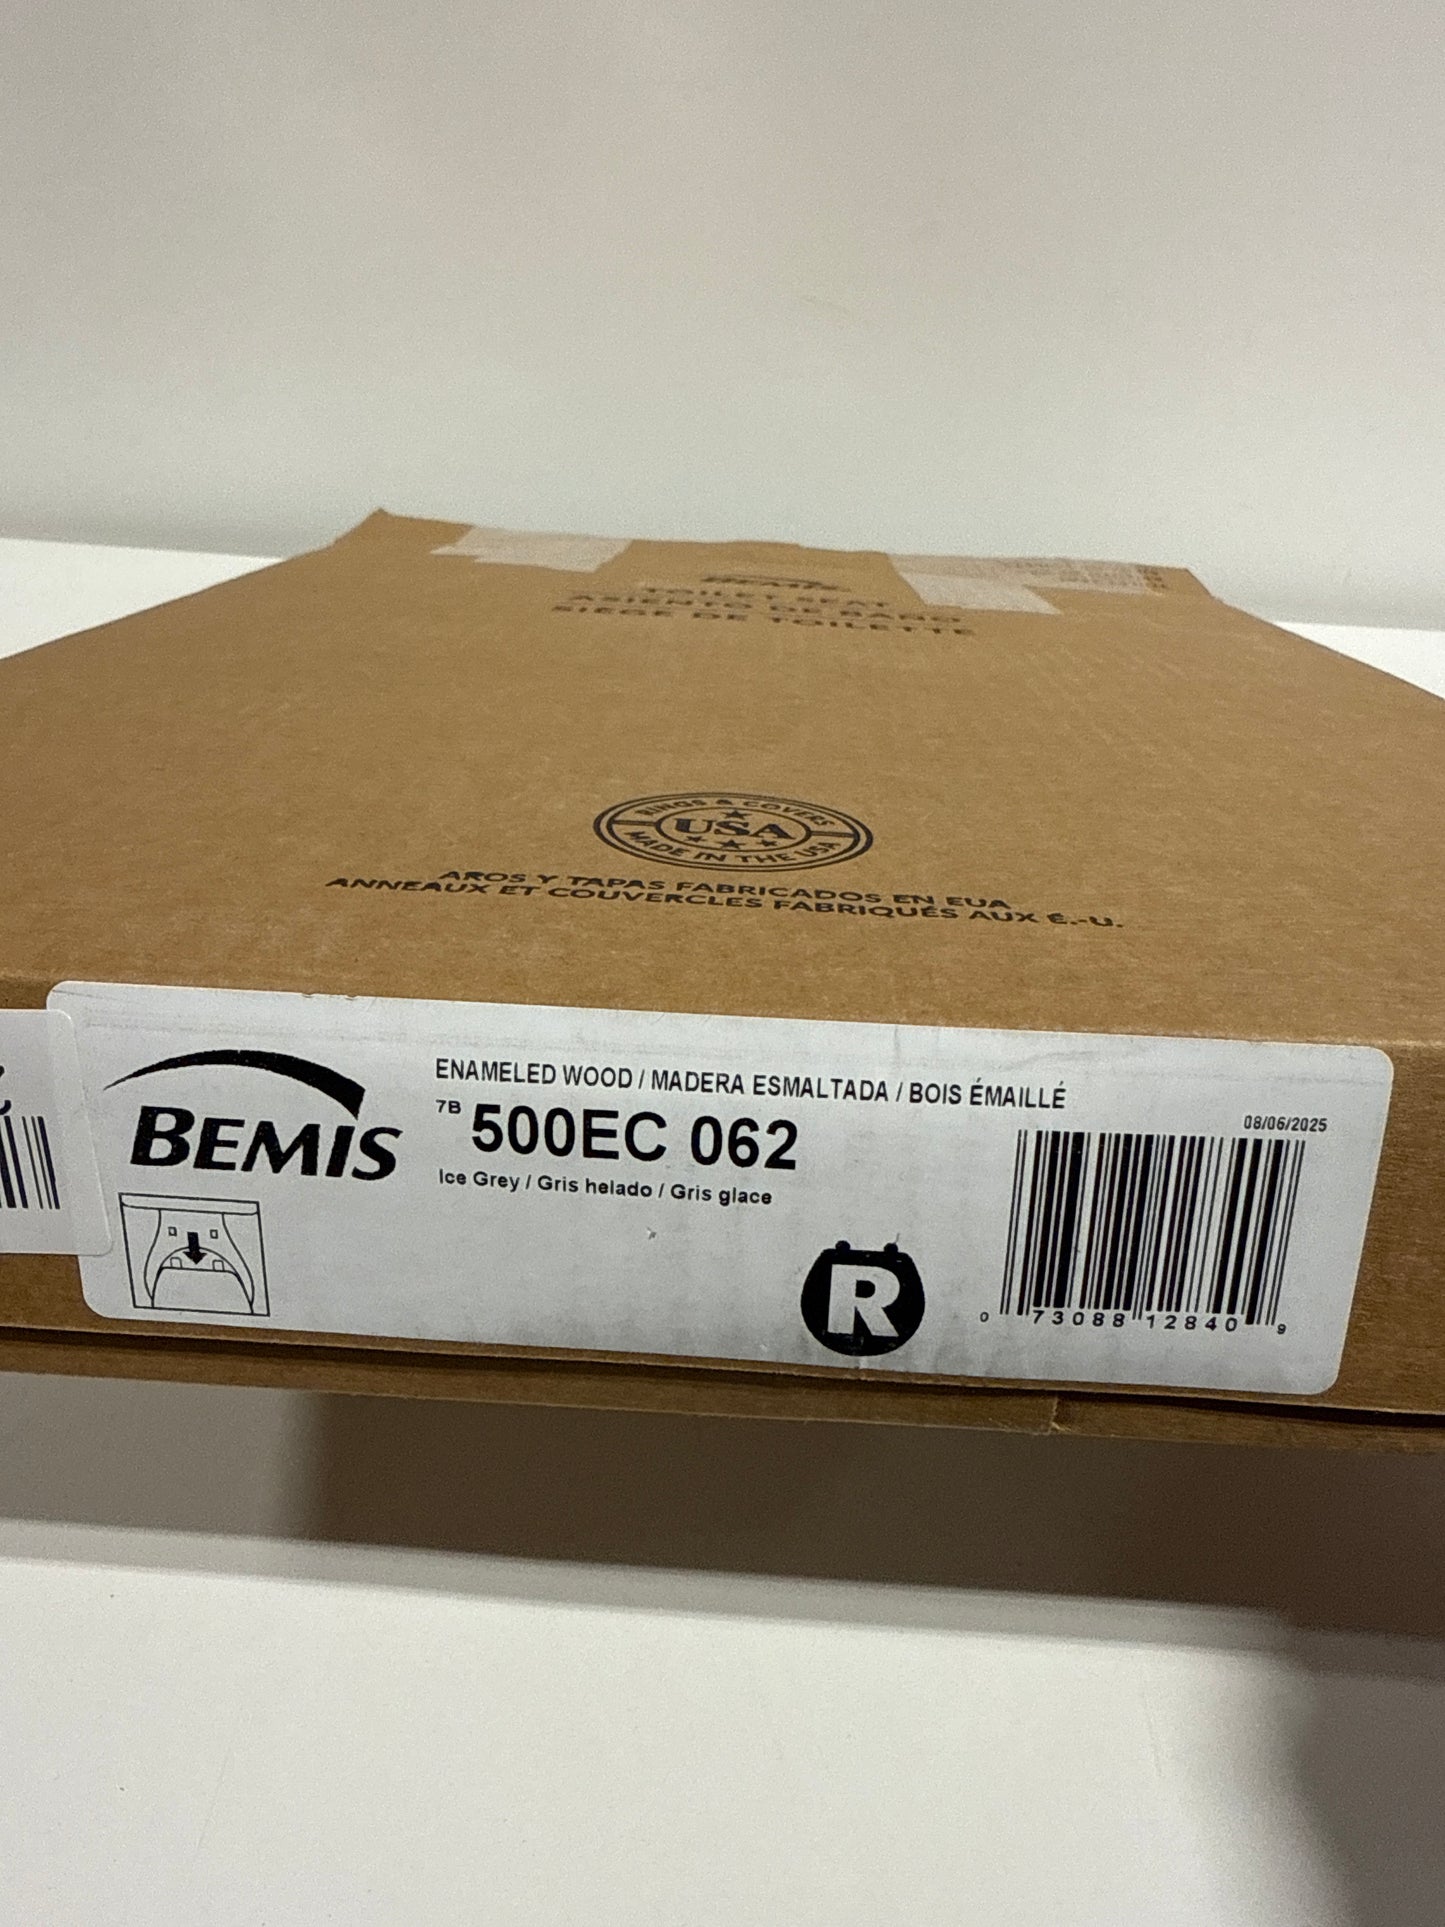 BEMIS
TOILET SEAT
ASIENTO DE BAÑO
SIÈGE DE TOILETTE
RINGS & COVERS
USA
MADE IN THE USA
AROS Y TAPAS FABRICADOS EN EUA
ANNEAUX ET COUVERCLES FABRIQUÉS AUX É.-U.
BEMIS
ENAMELED WOOD / MADERA ESMALTADA / BOIS ÉMAILLÉ
7B 500EC 062
Ice Grey / Gris helado / Gris glace
R
08/06/2025
0 73088 12840 9